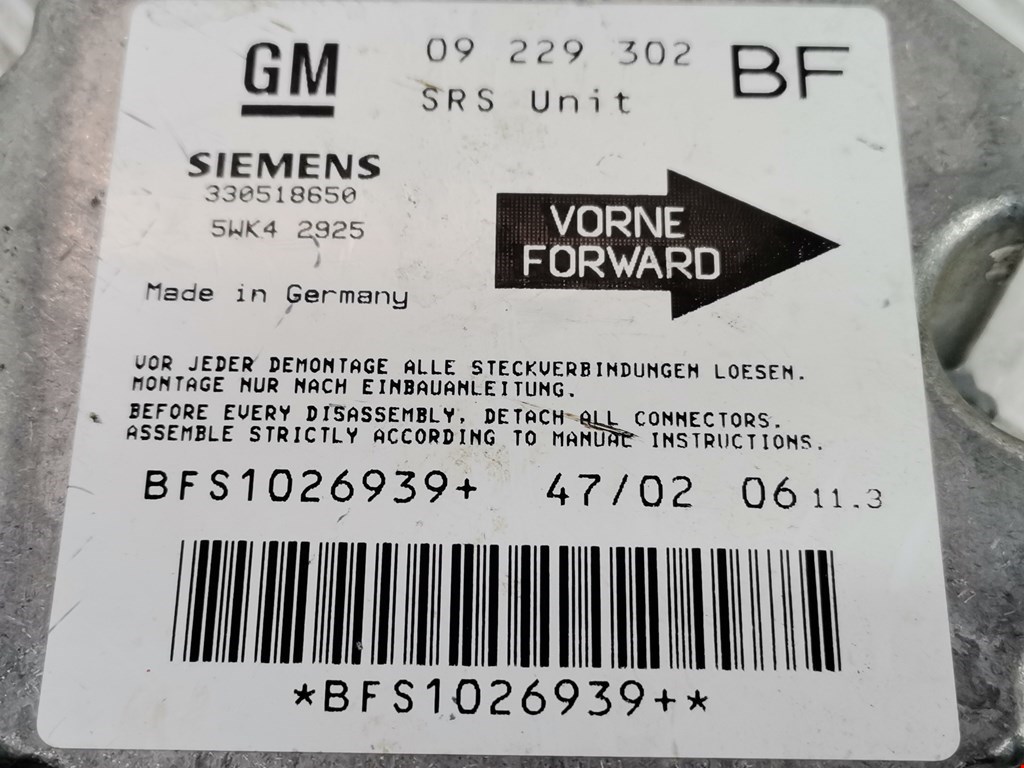 GM 09 229 302 BF
SRS Unit
SIEMENS
330518650
5WK4 2925
VORNE
FORWARD
Made in Germany
VOR JEDER DEMONTAGE ALLE STECKVERBINDUNGEN LOESEN.
MONTAGE NUR NACH EINBAUANLEITUNG.
BEFORE EVERY DISASSEMBLY, DETACH ALL CONNECTORS.
ASSEMBLE STRICTLY ACCORDING TO MANUAL INSTRUCTIONS.
BFS1026939+ 47/02 06 11.3
*BFS1026939+*